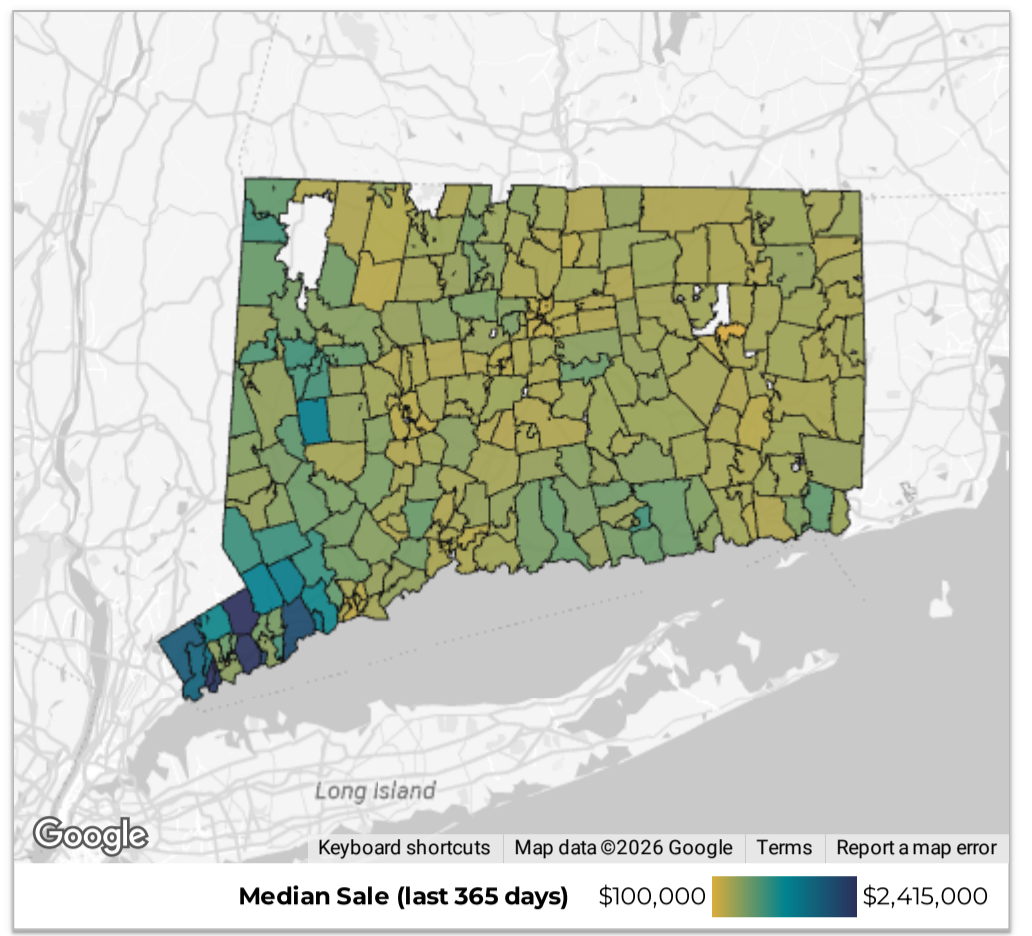 Long Island
Google
Keyboard shortcuts Map data ©2026 Google Terms Report a map error
Median Sale (last 365 days) $100,000 $2,415,000